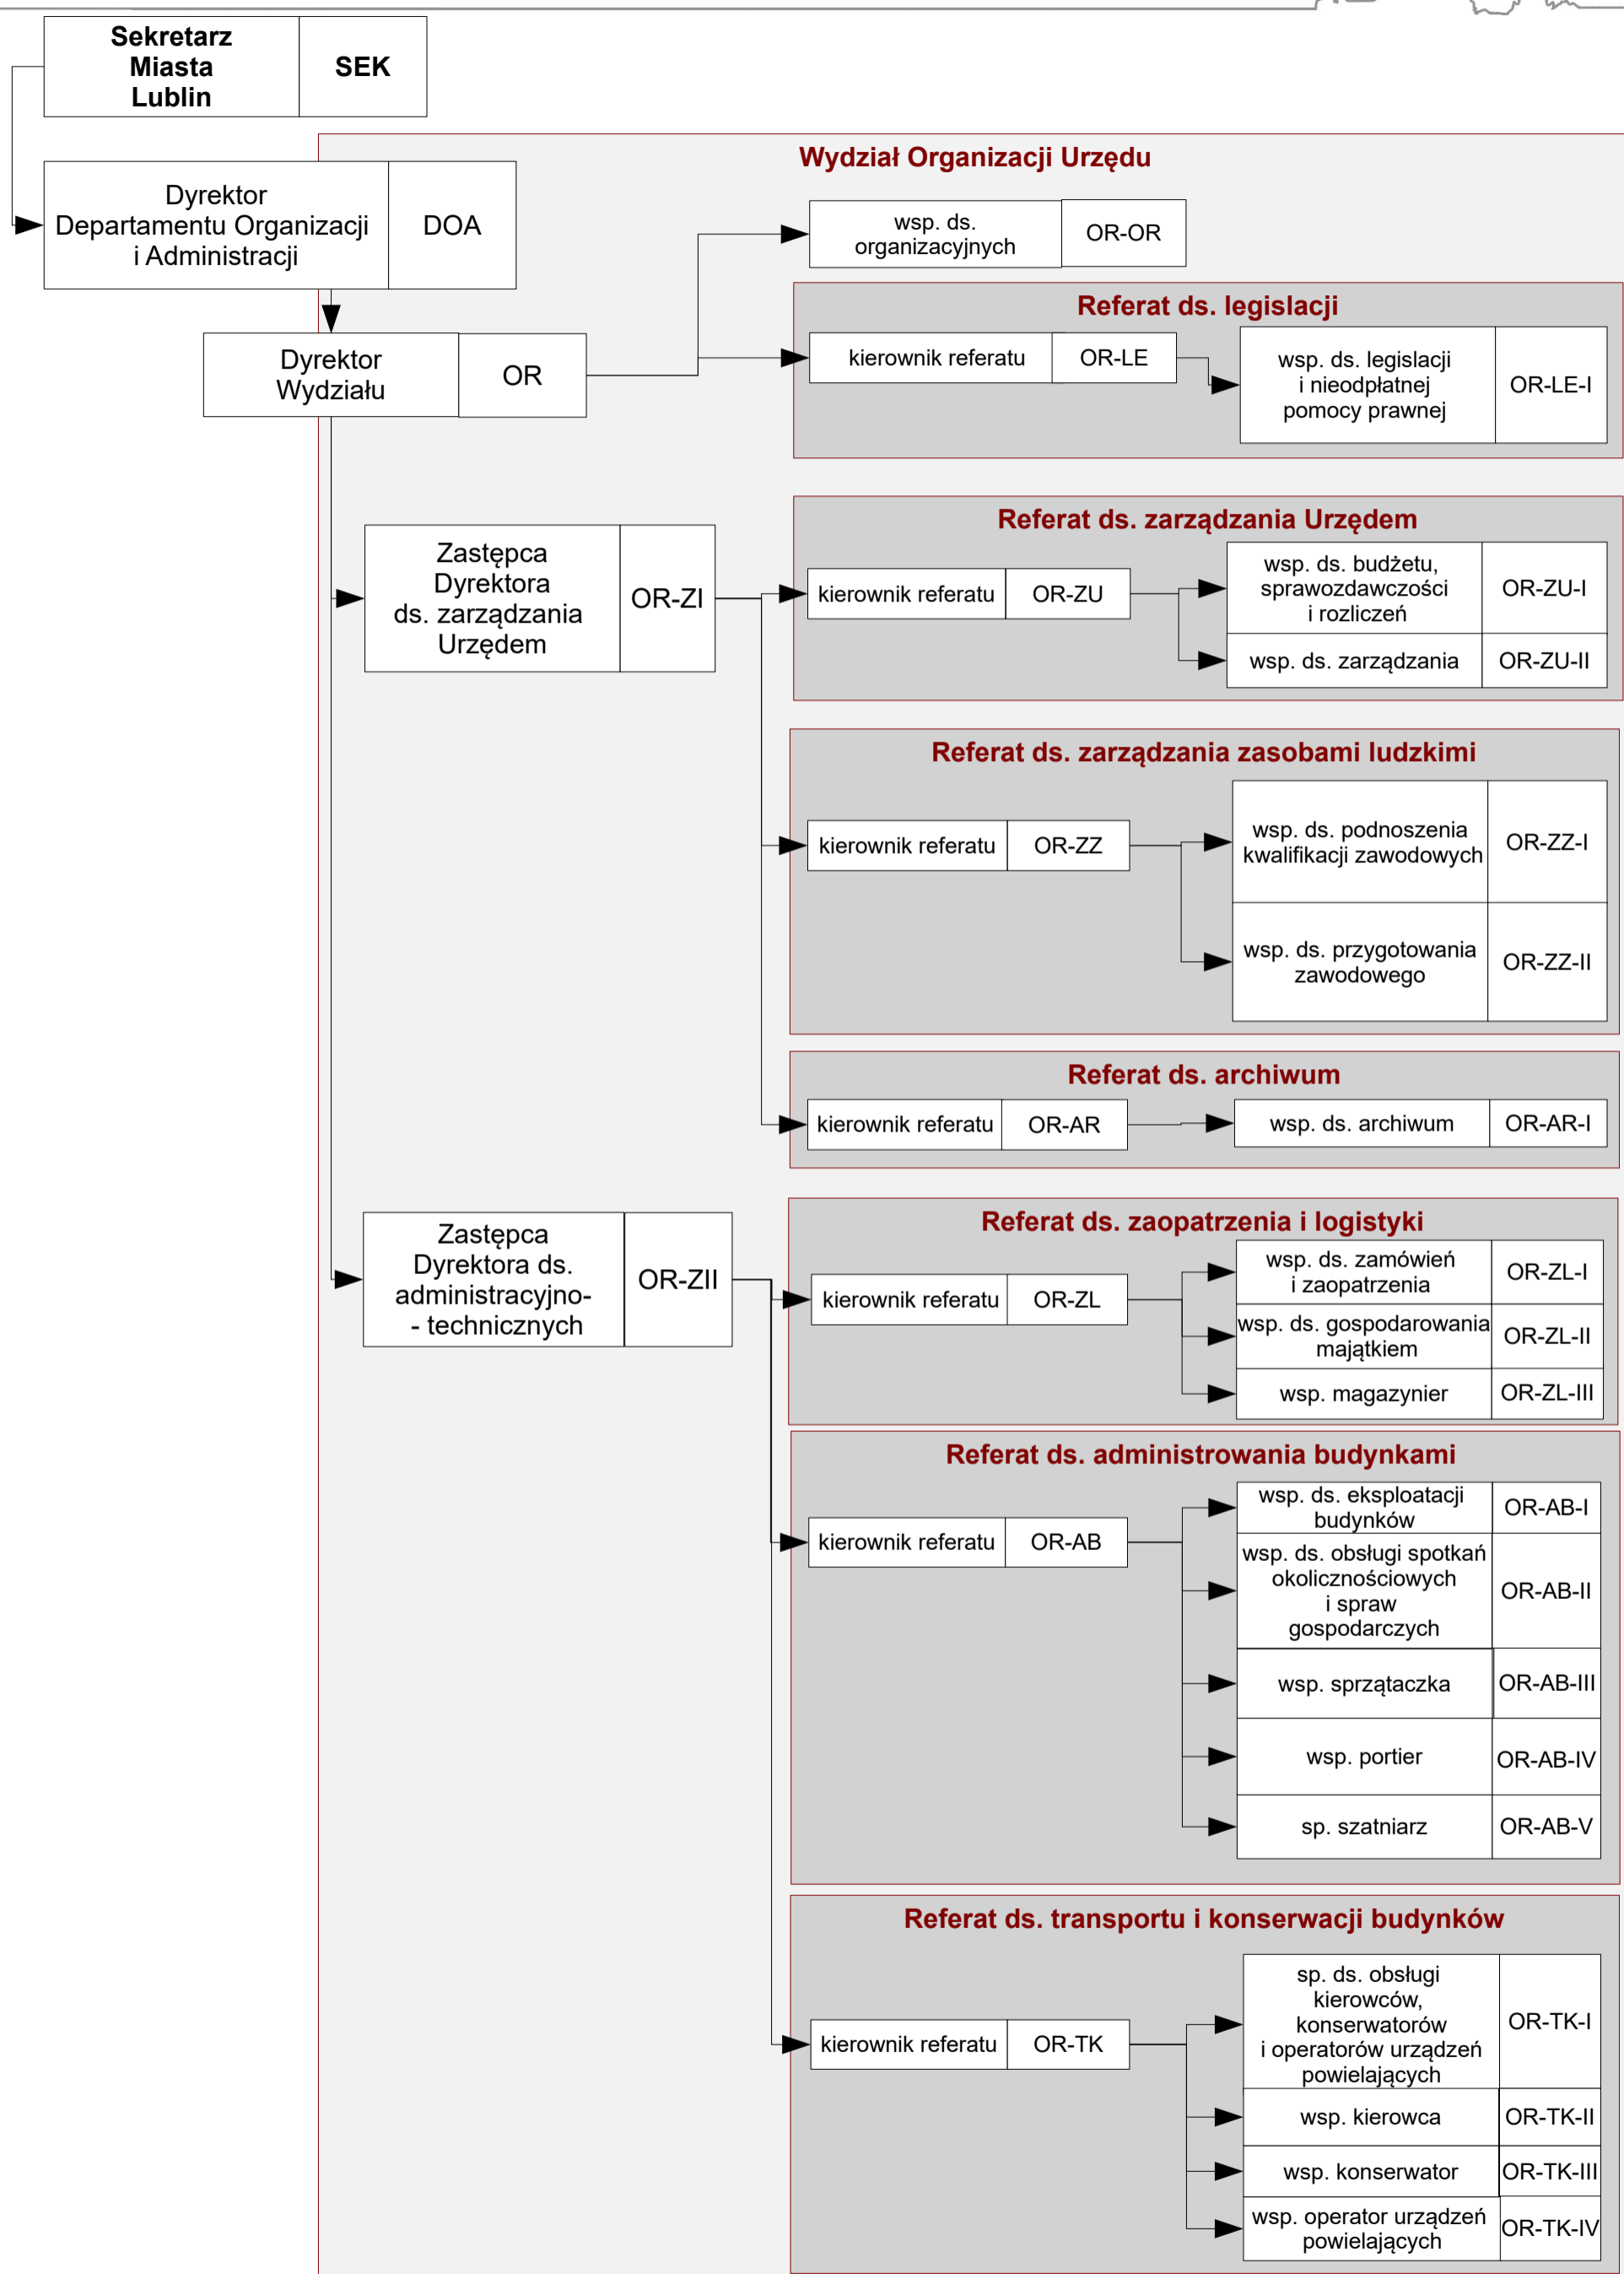 Sekretarz
Miasta
Lublin
SEK
Wydział Organizacji Urzędu
Dyrektor
Departamentu Organizacji
i Administracji
DOA
wsp. ds.
organizacyjnych
OR-OR
Dyrektor
Wydziału
OR
Referat ds. legislacji
kierownik referatu
OR-LE
wsp. ds. legislacji
i nieodpłatnej
pomocy prawnej
OR-LE-I
Zastępca
Dyrektora
ds. zarządzania
Urzędem
OR-ZI
Referat ds. zarządzania Urzędem
kierownik referatu
OR-ZU
wsp. ds. budżetu,
sprawozdawczości
i rozliczeń
OR-ZU-I
wsp. ds. zarządzania
OR-ZU-II
Referat ds. zarządzania zasobami ludzkimi
kierownik referatu
OR-ZZ
wsp. ds. podnoszenia
kwalifikacji zawodowych
OR-ZZ-I
wsp. ds. przygotowania
zawodowego
OR-ZZ-II
Referat ds. archiwum
kierownik referatu
OR-AR
wsp. ds. archiwum
OR-AR-I
Zastępca
Dyrektora ds.
administracyjno-
- technicznych
OR-ZII
Referat ds. zaopatrzenia i logistyki
kierownik referatu
OR-ZL
wsp. ds. zamówień
i zaopatrzenia
OR-ZL-I
wsp. ds. gospodarowania
majątkiem
OR-ZL-II
wsp. magazynier
OR-ZL-III
Referat ds. administrowania budynkami
kierownik referatu
OR-AB
wsp. ds. eksploatacji
budynków
OR-AB-I
wsp. ds. obsługi spotkań
okolicznościowych
i spraw
gospodarczych
OR-AB-II
wsp. sprzątaczka
OR-AB-III
wsp. portier
OR-AB-IV
sp. szatniarz
OR-AB-V
Referat ds. transportu i konserwacji budynków
kierownik referatu
OR-TK
sp. ds. obsługi
kierowców,
konserwatorów
i operatorów urządzeń
powielających
OR-TK-I
wsp. kierowca
OR-TK-II
wsp. konserwator
OR-TK-III
wsp. operator urządzeń
powielających
OR-TK-IV